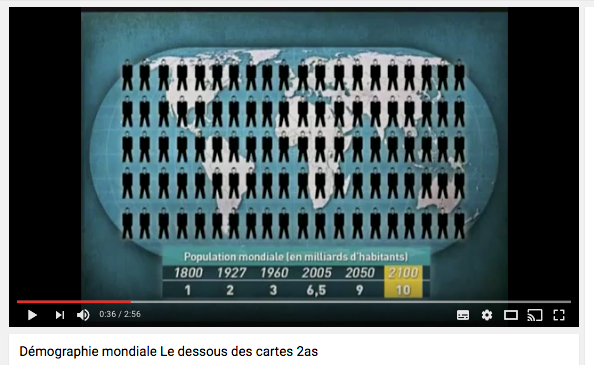 Population mondiale (en milliards d'habitants)
1800 1927 1960 2005 2050 2100
1 2 3 6,5 9 10
0:36 / 2:56
Démographie mondiale Le dessous des cartes 2as